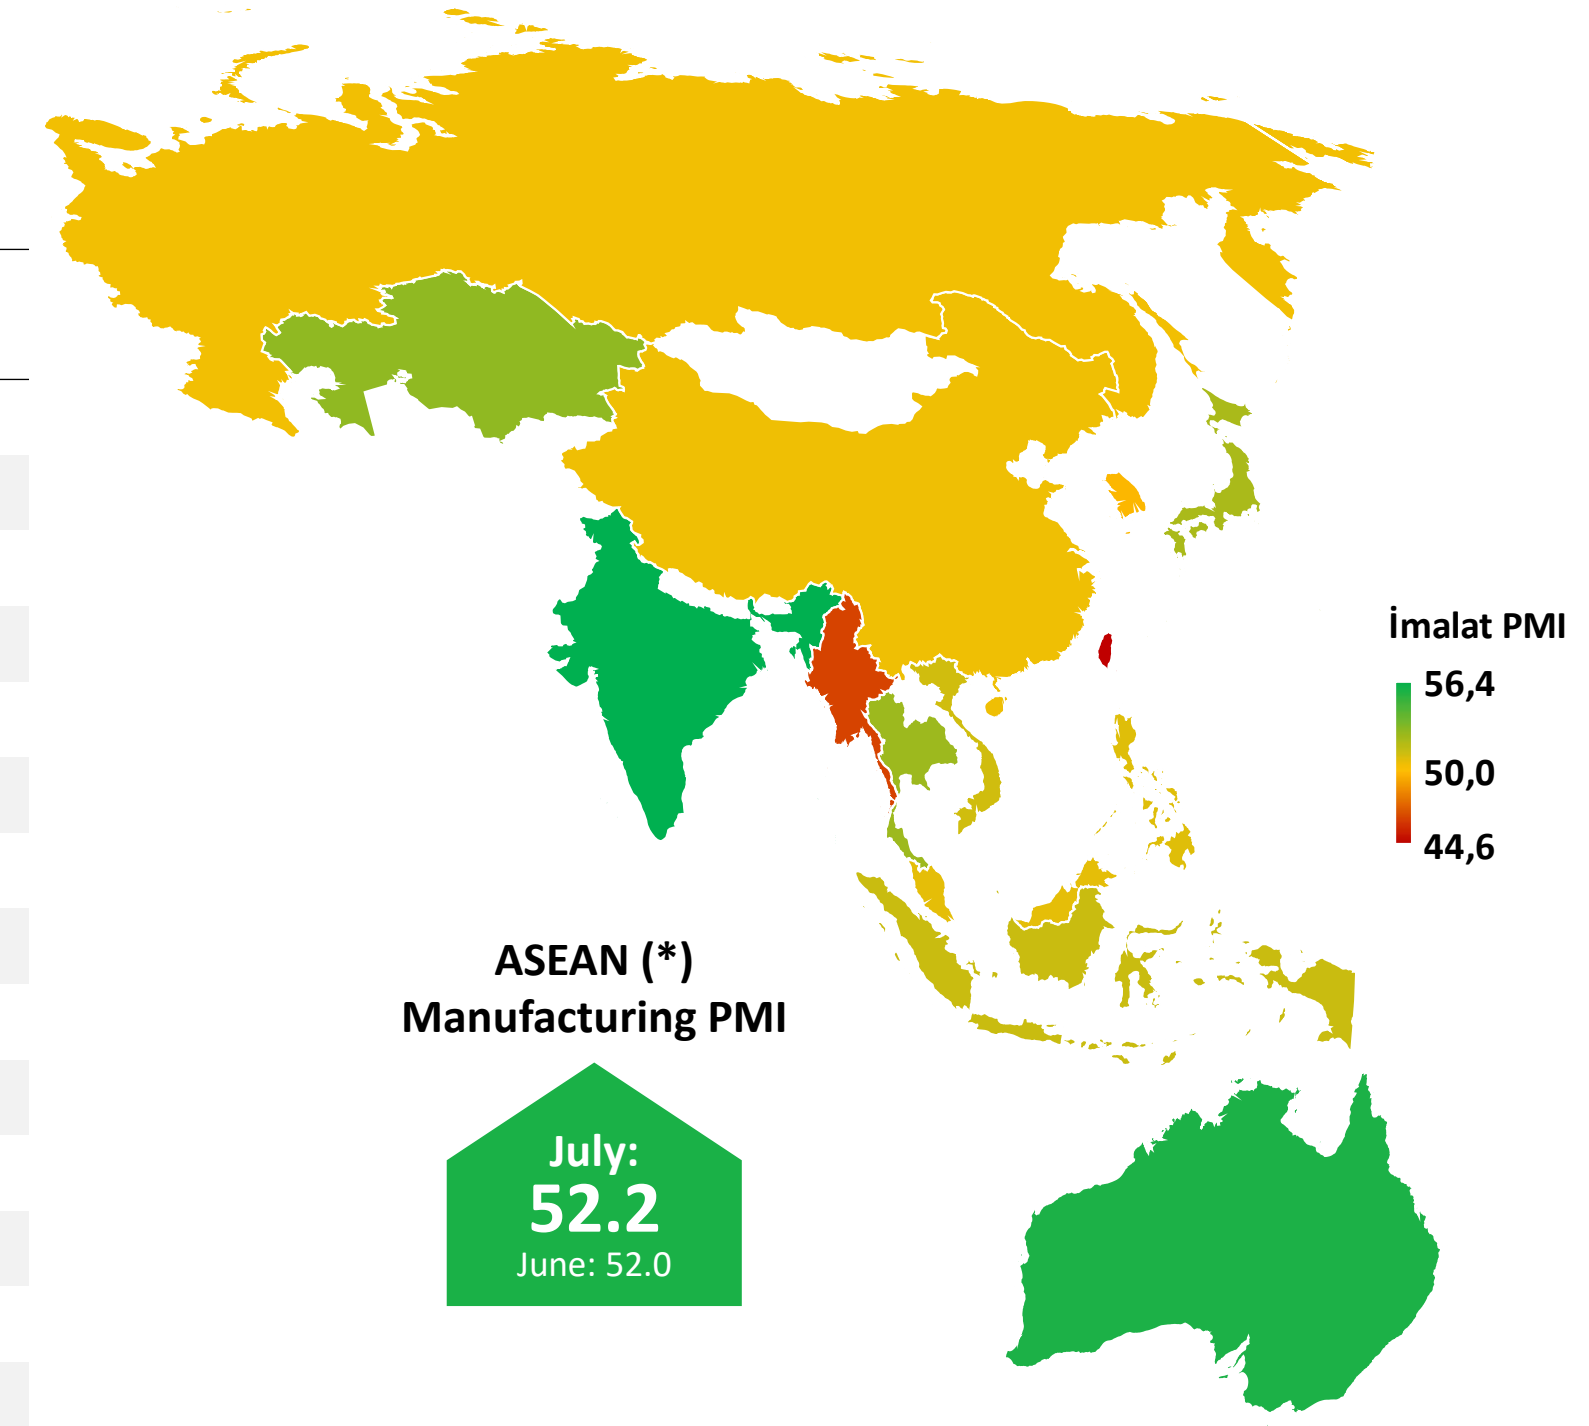 İmalat PMI
56,4
50,0
44,6
ASEAN (*)
Manufacturing PMI
July:
52.2
June: 52.0